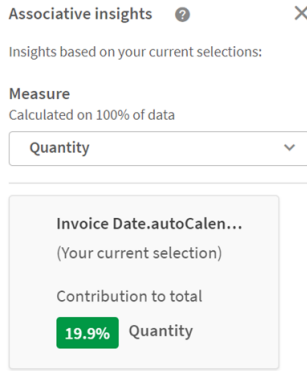 Associative insights ?
Insights based on your current selections:
Measure
Calculated on 100% of data
Quantity
Invoice Date.autoCalen...
(Your current selection)
Contribution to total
19.9% Quantity